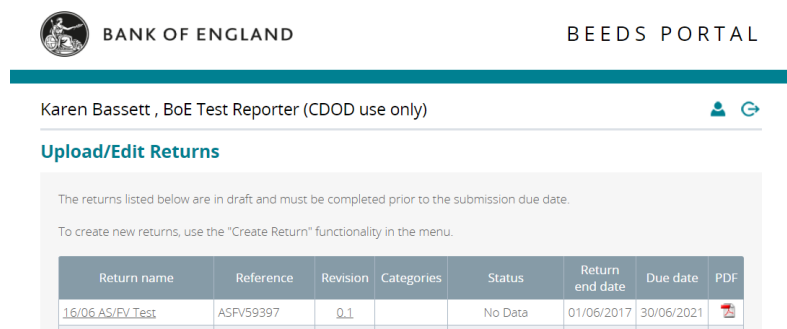 BANK OF ENGLAND
BEEDS PORTAL
Karen Bassett , BoE Test Reporter (CDOD use only)
Upload/Edit Returns
The returns listed below are in draft and must be completed prior to the submission due date.
To create new returns, use the "Create Return" functionality in the menu.
Return name Reference Revision Categories Status Return end date Due date PDF
16/06 AS/FV Test ASFV59397 0.1 No Data 01/06/2017 30/06/2021